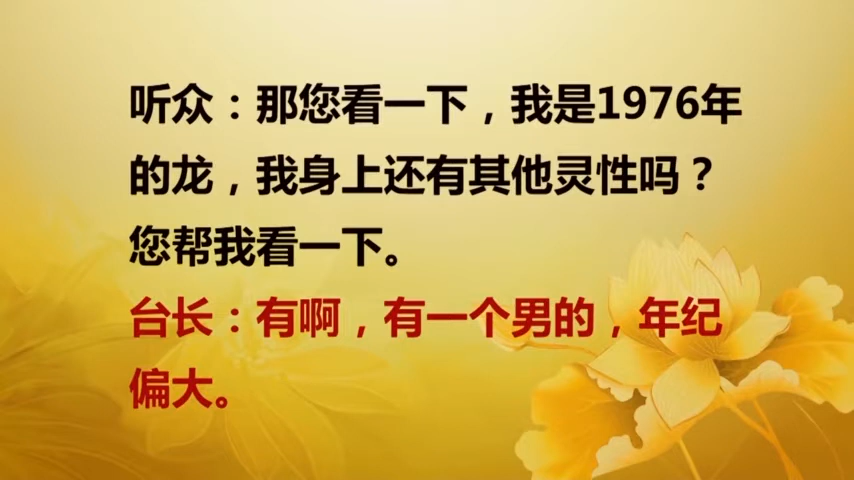 听众：那您看一下，我是1976年
的龙，我身上还有其他灵性吗？
您帮我看一下。
台长：有啊，有一个男的，年纪
偏大。